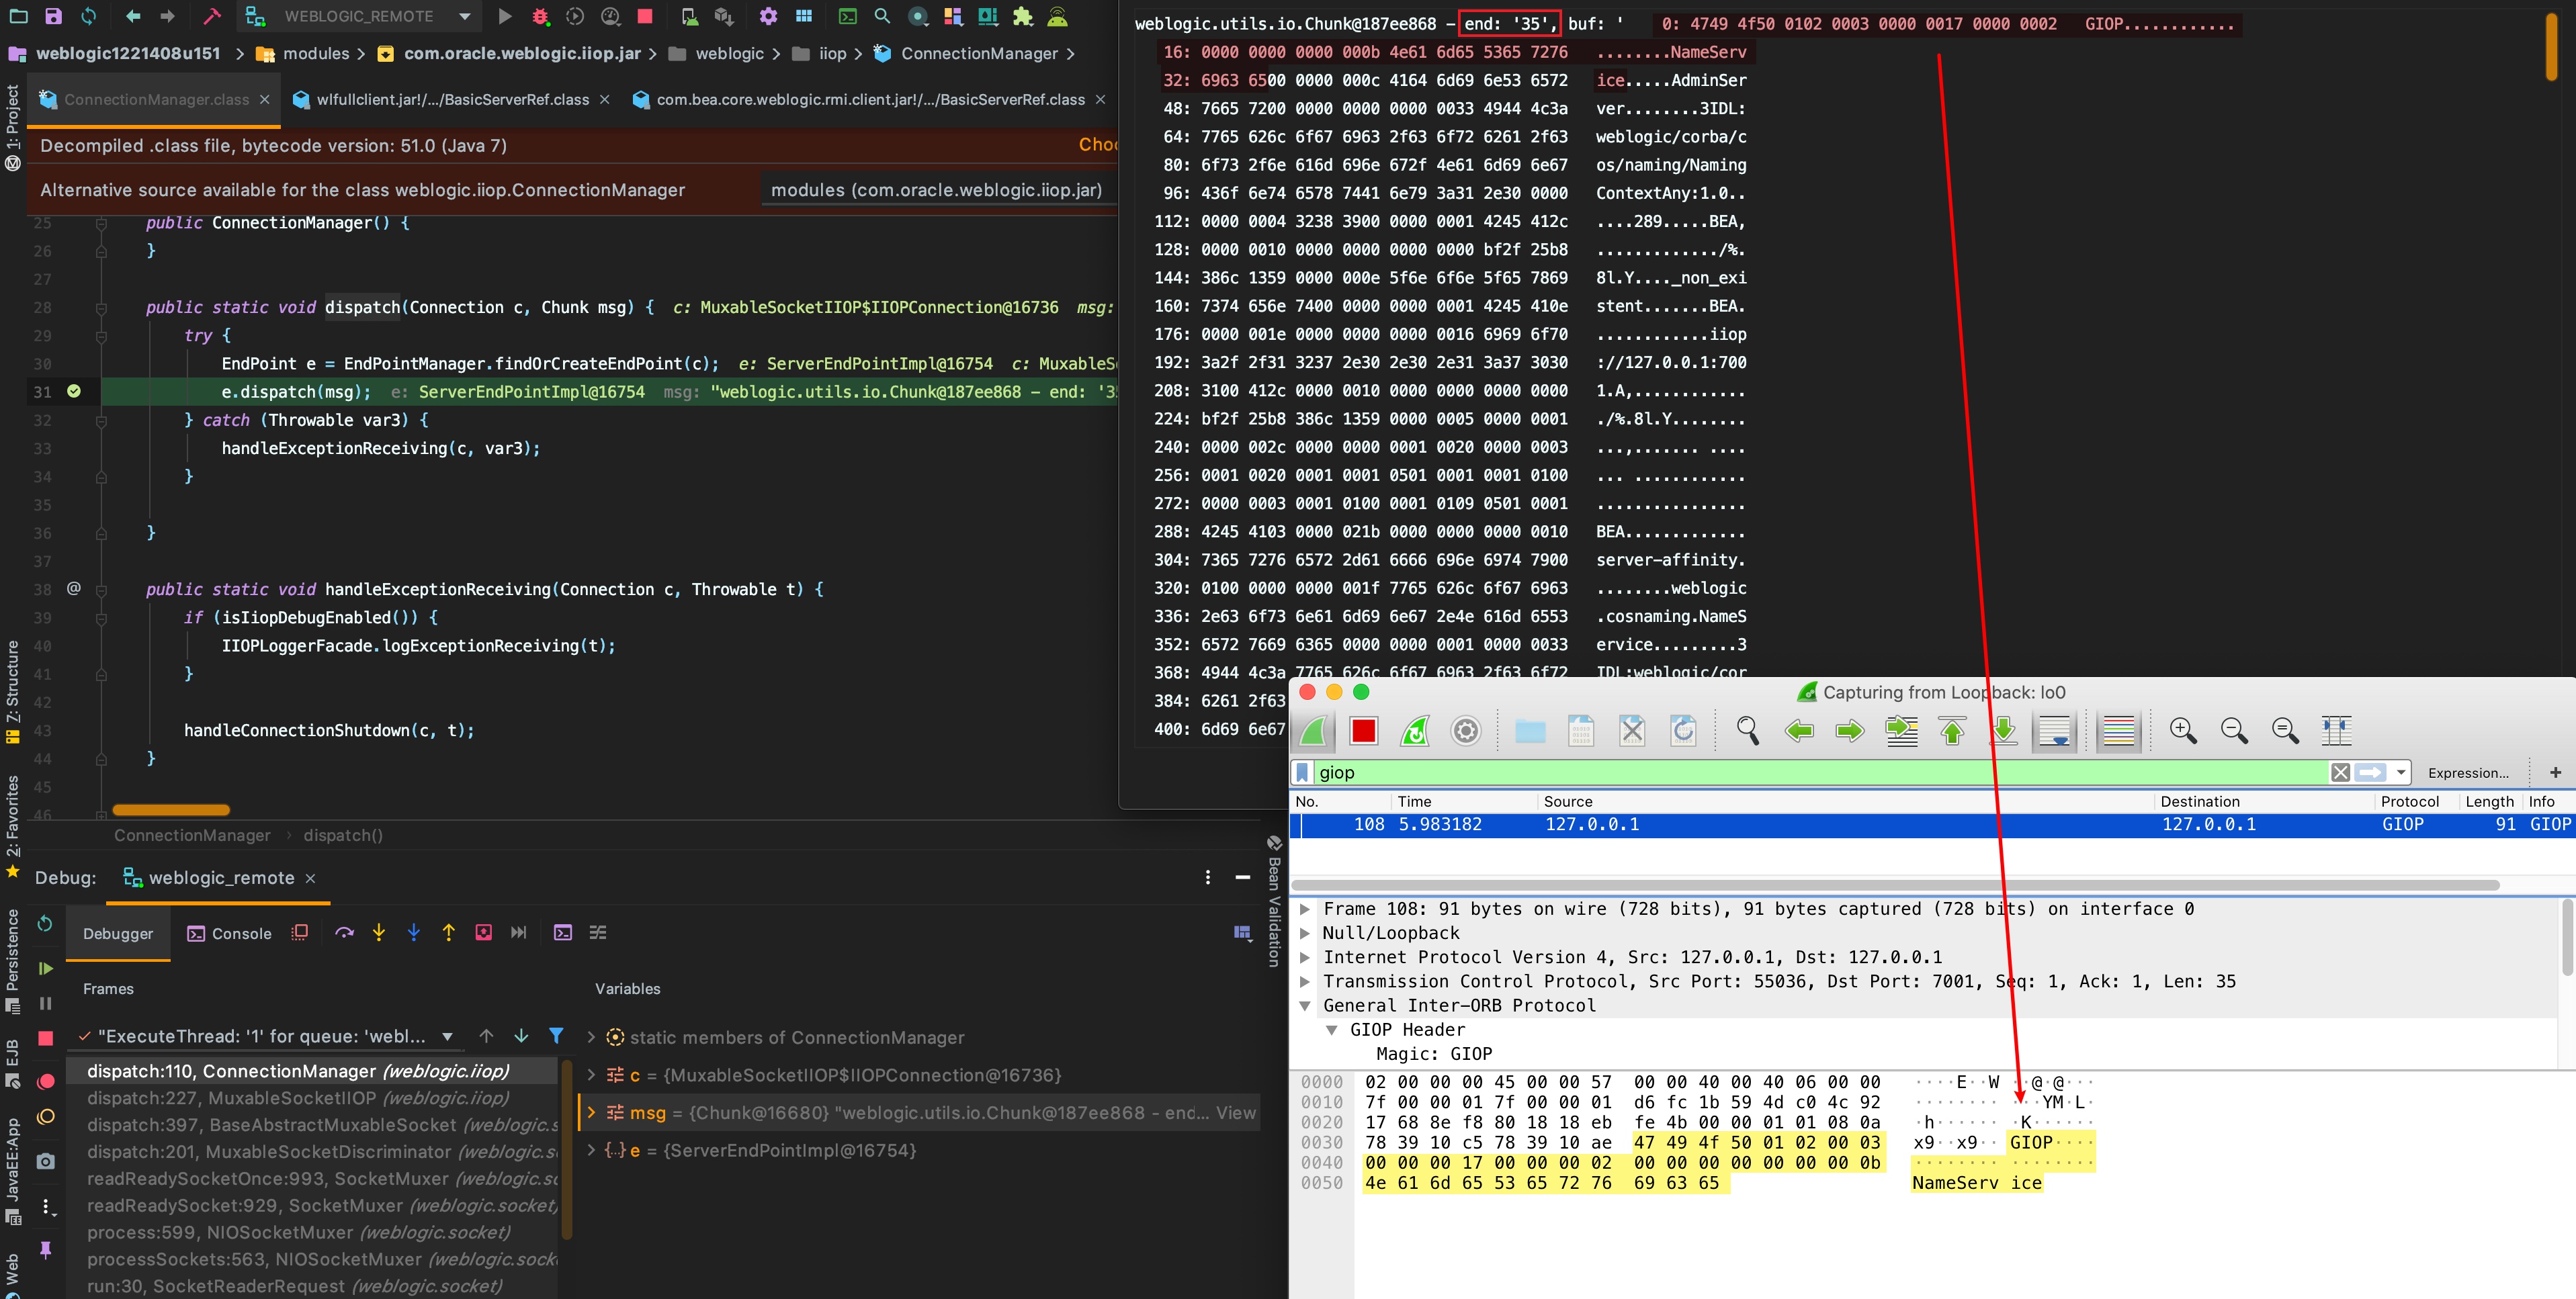 WEBLOGIC_REMOTE
weblogic1221408u151 > modules > com.oracle.weblogic.iiop.jar > weblogic > iiop > ConnectionManager >
ConnectionManager.class
wlfullclient.jar!/.../BasicServerRef.class
com.bea.core.weblogic.rmi.client.jar!/.../BasicServerRef.class
Decompiled .class file, bytecode version: 51.0 (Java 7)
Choo
Alternative source available for the class weblogic.iiop.ConnectionManager
modules (com.oracle.weblogic.iiop.jar)
25 public ConnectionManager() {
26 }
27
28 public static void dispatch(Connection c, Chunk msg) { c: MuxableSocketIIOP$IIOPConnection@16736 msg:
29 try {
30 EndPoint e = EndPointManager.findOrCreateEndPoint(c); e: ServerEndPointImpl@16754 c: MuxableS
31 e.dispatch(msg); e: ServerEndPointImpl@16754 msg: "weblogic.utils.io.Chunk@187ee868 - end: '3
32 } catch (Throwable var3) {
33 handleExceptionReceiving(c, var3);
34 }
35
36 }
37
38 @ public static void handleExceptionReceiving(Connection c, Throwable t) {
39 if (isIiopDebugEnabled()) {
40 IIOPLoggerFacade.logExceptionReceiving(t);
41 }
42
43 handleConnectionShutdown(c, t);
44 }
45
46
ConnectionManager > dispatch()
1: Project
7: Structure
2: Favorites
Persistence
EJB
JavaEE:App
Web
Bean Validation
Debug: weblogic_remote
Debugger
Console
Frames
Variables
"ExecuteThread: '1' for queue: 'webl...
dispatch:110, ConnectionManager (weblogic.iiop)
dispatch:227, MuxableSocketIIOP (weblogic.iiop)
dispatch:397, BaseAbstractMuxableSocket (weblogic.s
dispatch:201, MuxableSocketDiscriminator (weblogic.s
readReadySocketOnce:993, SocketMuxer (weblogic.sc
readReadySocket:929, SocketMuxer (weblogic.socket)
process:599, NIOSocketMuxer (weblogic.socket)
processSockets:563, NIOSocketMuxer (weblogic.sock
run:30, SocketReaderRequest (weblogic.socket)
static members of ConnectionManager
c = {MuxableSocketIIOP$IIOPConnection@16736}
msg = {Chunk@16680} "weblogic.utils.io.Chunk@187ee868 - enc... View
e = {ServerEndPointImpl@16754}
weblogic.utils.io.Chunk@187ee868 - end: '35', buf: ' 0: 4749 4f50 0102 0003 0000 0017 0000 0002 GIOP............
16: 0000 0000 0000 000b 4e61 6d65 5365 7276 ........NameServ
32: 6963 6500 0000 000c 4164 6d69 6e53 6572 ice.....AdminSer
48: 7665 7200 0000 0000 0000 0033 4944 4c3a ver........3IDL:
64: 7765 626c 6f67 6963 2f63 6f72 6261 2f63 weblogic/corba/c
80: 6f73 2f6e 616d 696e 672f 4e61 6d69 6e67 os/naming/Naming
96: 436f 6e74 6578 7441 6e79 3a31 2e30 0000 ContextAny:1.0..
112: 0000 0004 3238 3900 0000 0001 4245 412c ....289.....BEA,
128: 0000 0010 0000 0000 0000 0000 bf2f 25b8 ............./%.
144: 386c 1359 0000 000e 5f6e 6f6e 5f65 7869 8l.Y...._non_exi
160: 7374 656e 7400 0000 0000 0001 4245 410e stent.......BEA.
176: 0000 001e 0000 0000 0000 0016 6969 6f70 ............iiop
192: 3a2f 2f31 3237 2e30 2e30 2e31 3a37 3030 ://127.0.0.1:700
208: 3100 412c 0000 0010 0000 0000 0000 0000 1.A,............
224: bf2f 25b8 386c 1359 0000 0005 0000 0001 ./%.8l.Y........
240: 0000 002c 0000 0000 0001 0020 0000 0003 ...,....... ....
256: 0001 0020 0001 0001 0501 0001 0001 0100 ... ............
272: 0000 0003 0001 0100 0001 0109 0501 0001 ................
288: 4245 4103 0000 021b 0000 0000 0000 0010 BEA.............
304: 7365 7276 6572 2d61 6666 696e 6974 7900 server-affinity.
320: 0100 0000 0000 001f 7765 626c 6f67 6963 ........weblogic
336: 2e63 6f73 6e61 6d69 6e67 2e4e 616d 6553 .cosnaming.NameS
352: 6572 7669 6365 0000 0000 0001 0000 0033 ervice.........3
368: 4944 4c3a 7765 626c 6f67 6963 2f63 6f72 IDL:weblogic/cor
384: 6261 2f63
400: 6d69 6e67
Capturing from Loopback: lo0
giop
Expression... +
No. Time Source Destination Protocol Length Info
108 5.983182 127.0.0.1 127.0.0.1 GIOP 91 GIOP
Frame 108: 91 bytes on wire (728 bits), 91 bytes captured (728 bits) on interface 0
Null/Loopback
Internet Protocol Version 4, Src: 127.0.0.1, Dst: 127.0.0.1
Transmission Control Protocol, Src Port: 55036, Dst Port: 7001, Seq: 1, Ack: 1, Len: 35
General Inter-ORB Protocol
GIOP Header
Magic: GIOP
0000 02 00 00 00 45 00 00 57 00 00 40 00 40 06 00 00 ····E··W ··@·@···
0010 7f 00 00 01 7f 00 00 01 d6 fc 1b 59 4d c0 4c 92 ········ ···YM·L·
0020 17 68 8e f8 80 18 18 eb fe 4b 00 00 01 01 08 0a ·h······ ·K······
0030 78 39 10 c5 78 39 10 ae 47 49 4f 50 01 02 00 03 x9··x9·· GIOP····
0040 00 00 00 17 00 00 00 02 00 00 00 00 00 00 00 0b ········ ········
0050 4e 61 6d 65 53 65 72 76 69 63 65 NameServ ice